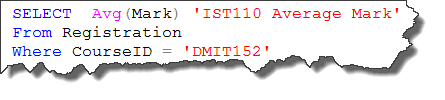 SELECT  Avg(Mark) 'IST110 Average Mark'
From Registration
Where CourseID = 'DMIT152'